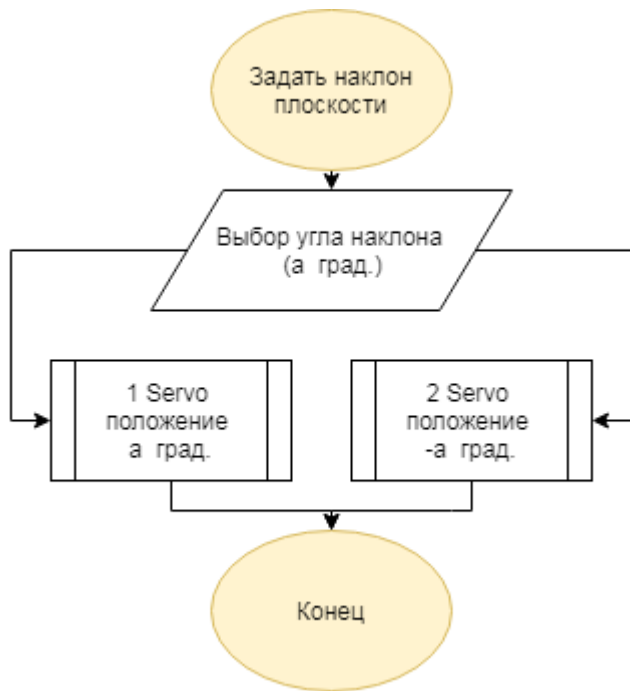 Задать наклон
плоскости
Выбор угла наклона
(а град.)
1 Servo
положение
а град.
2 Servo
положение
-а град.
Конец